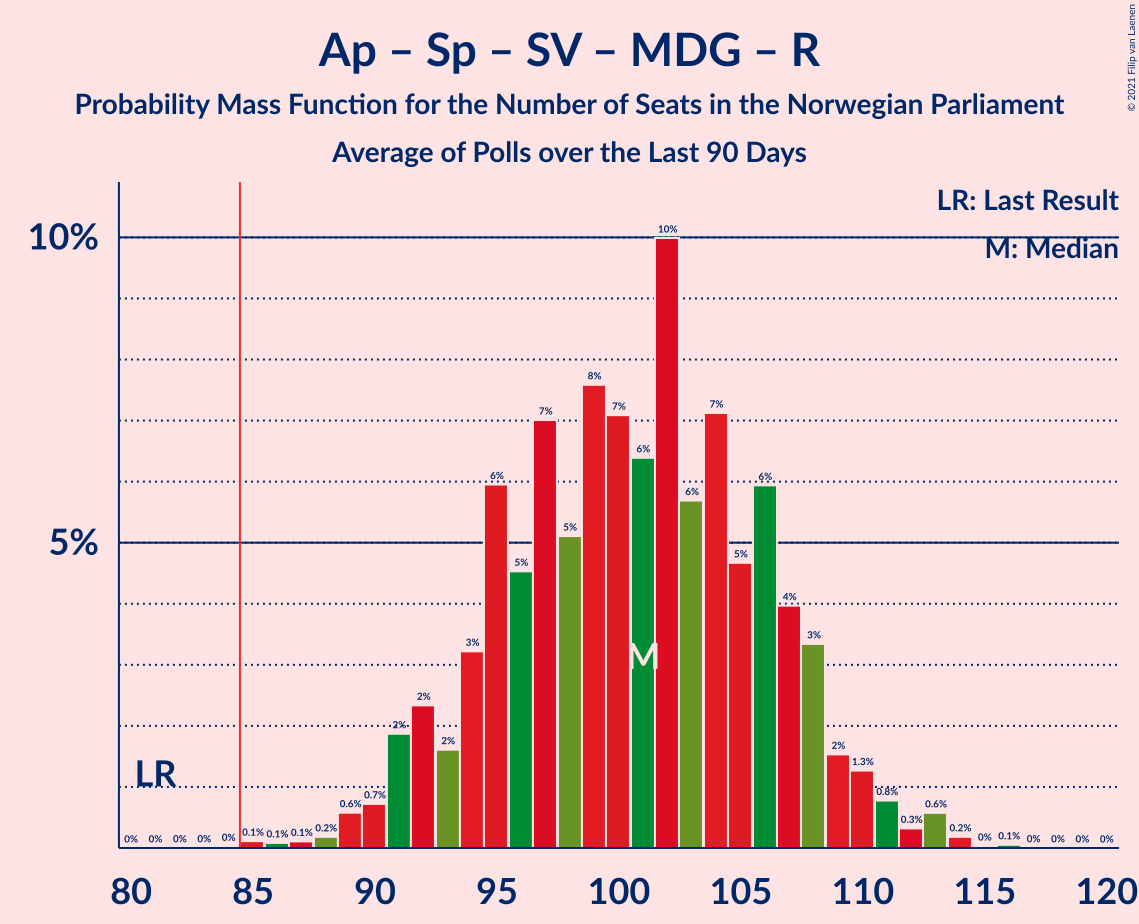 Ap – Sp – SV – MDG – R
Probability Mass Function for the Number of Seats in the Norwegian Parliament
Average of Polls over the Last 90 Days
© 2021 Filip van Laenen
LR: Last Result
M: Median
10%
5%
LR
M
0% 0% 0% 0% 0% 0.1% 0.1% 0.1% 0.2% 0.6% 0.7% 2% 2% 2% 3% 6% 5% 7% 5% 8% 7% 6% 10% 6% 7% 5% 6% 4% 3% 2% 1.3% 0.8% 0.3% 0.6% 0.2% 0% 0.1% 0% 0% 0% 0%
80 85 90 95 100 105 110 115 120